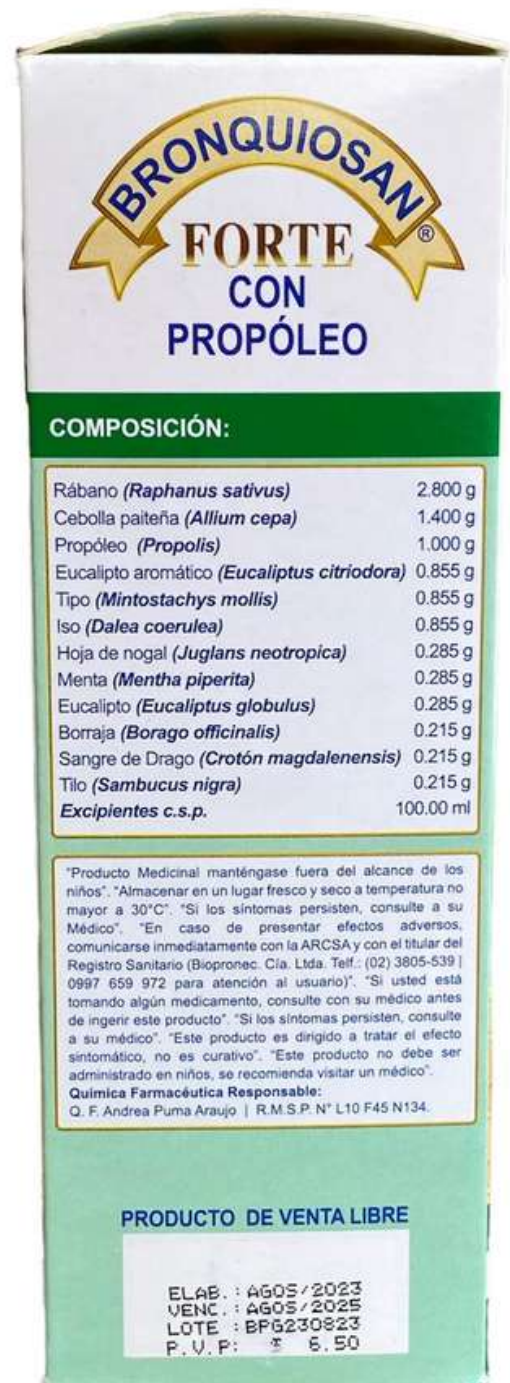 BRONQUIOSAN®
FORTE
CON
PROPÓLEO
COMPOSICIÓN:
Rábano (Raphanus sativus) 2.800 g
Cebolla paiteña (Allium cepa) 1.400 g
Propóleo (Propolis) 1.000 g
Eucalipto aromático (Eucaliptus citriodora) 0.855 g
Tipo (Mintostachys mollis) 0.855 g
Iso (Dalea coerulea) 0.855 g
Hoja de nogal (Juglans neotropica) 0.285 g
Menta (Mentha piperita) 0.285 g
Eucalipto (Eucaliptus globulus) 0.285 g
Borraja (Borago officinalis) 0.215 g
Sangre de Drago (Crotón magdalenensis) 0.215 g
Tilo (Sambucus nigra) 0.215 g
Excipientes c.s.p. 100.00 ml
"Producto Medicinal manténgase fuera del alcance de los
niños". "Almacenar en un lugar fresco y seco a temperatura no
mayor a 30°C". "Si los síntomas persisten, consulte a su
Médico". "En caso de presentar efectos adversos,
comunicarse inmediatamente con la ARCSA y con el titular del
Registro Sanitario (Biopronec. Cía. Ltda. Telf.: (02) 3805-539 |
0997 659 972 para atención al usuario)". "Si usted está
tomando algún medicamento, consulte con su médico antes
de ingerir este producto". "Si los síntomas persisten, consulte
a su médico". "Este producto es dirigido a tratar el efecto
sintomático, no es curativo". "Este producto no debe ser
administrado en niños, se recomienda visitar un médico".
Química Farmacéutica Responsable:
Q. F. Andrea Puma Araujo | R.M.S.P. N° L10 F45 N134.
PRODUCTO DE VENTA LIBRE
ELAB. : AGOS/2023
VENC. : AGOS/2025
LOTE : BPG230823
P.V.P: $ 6.50